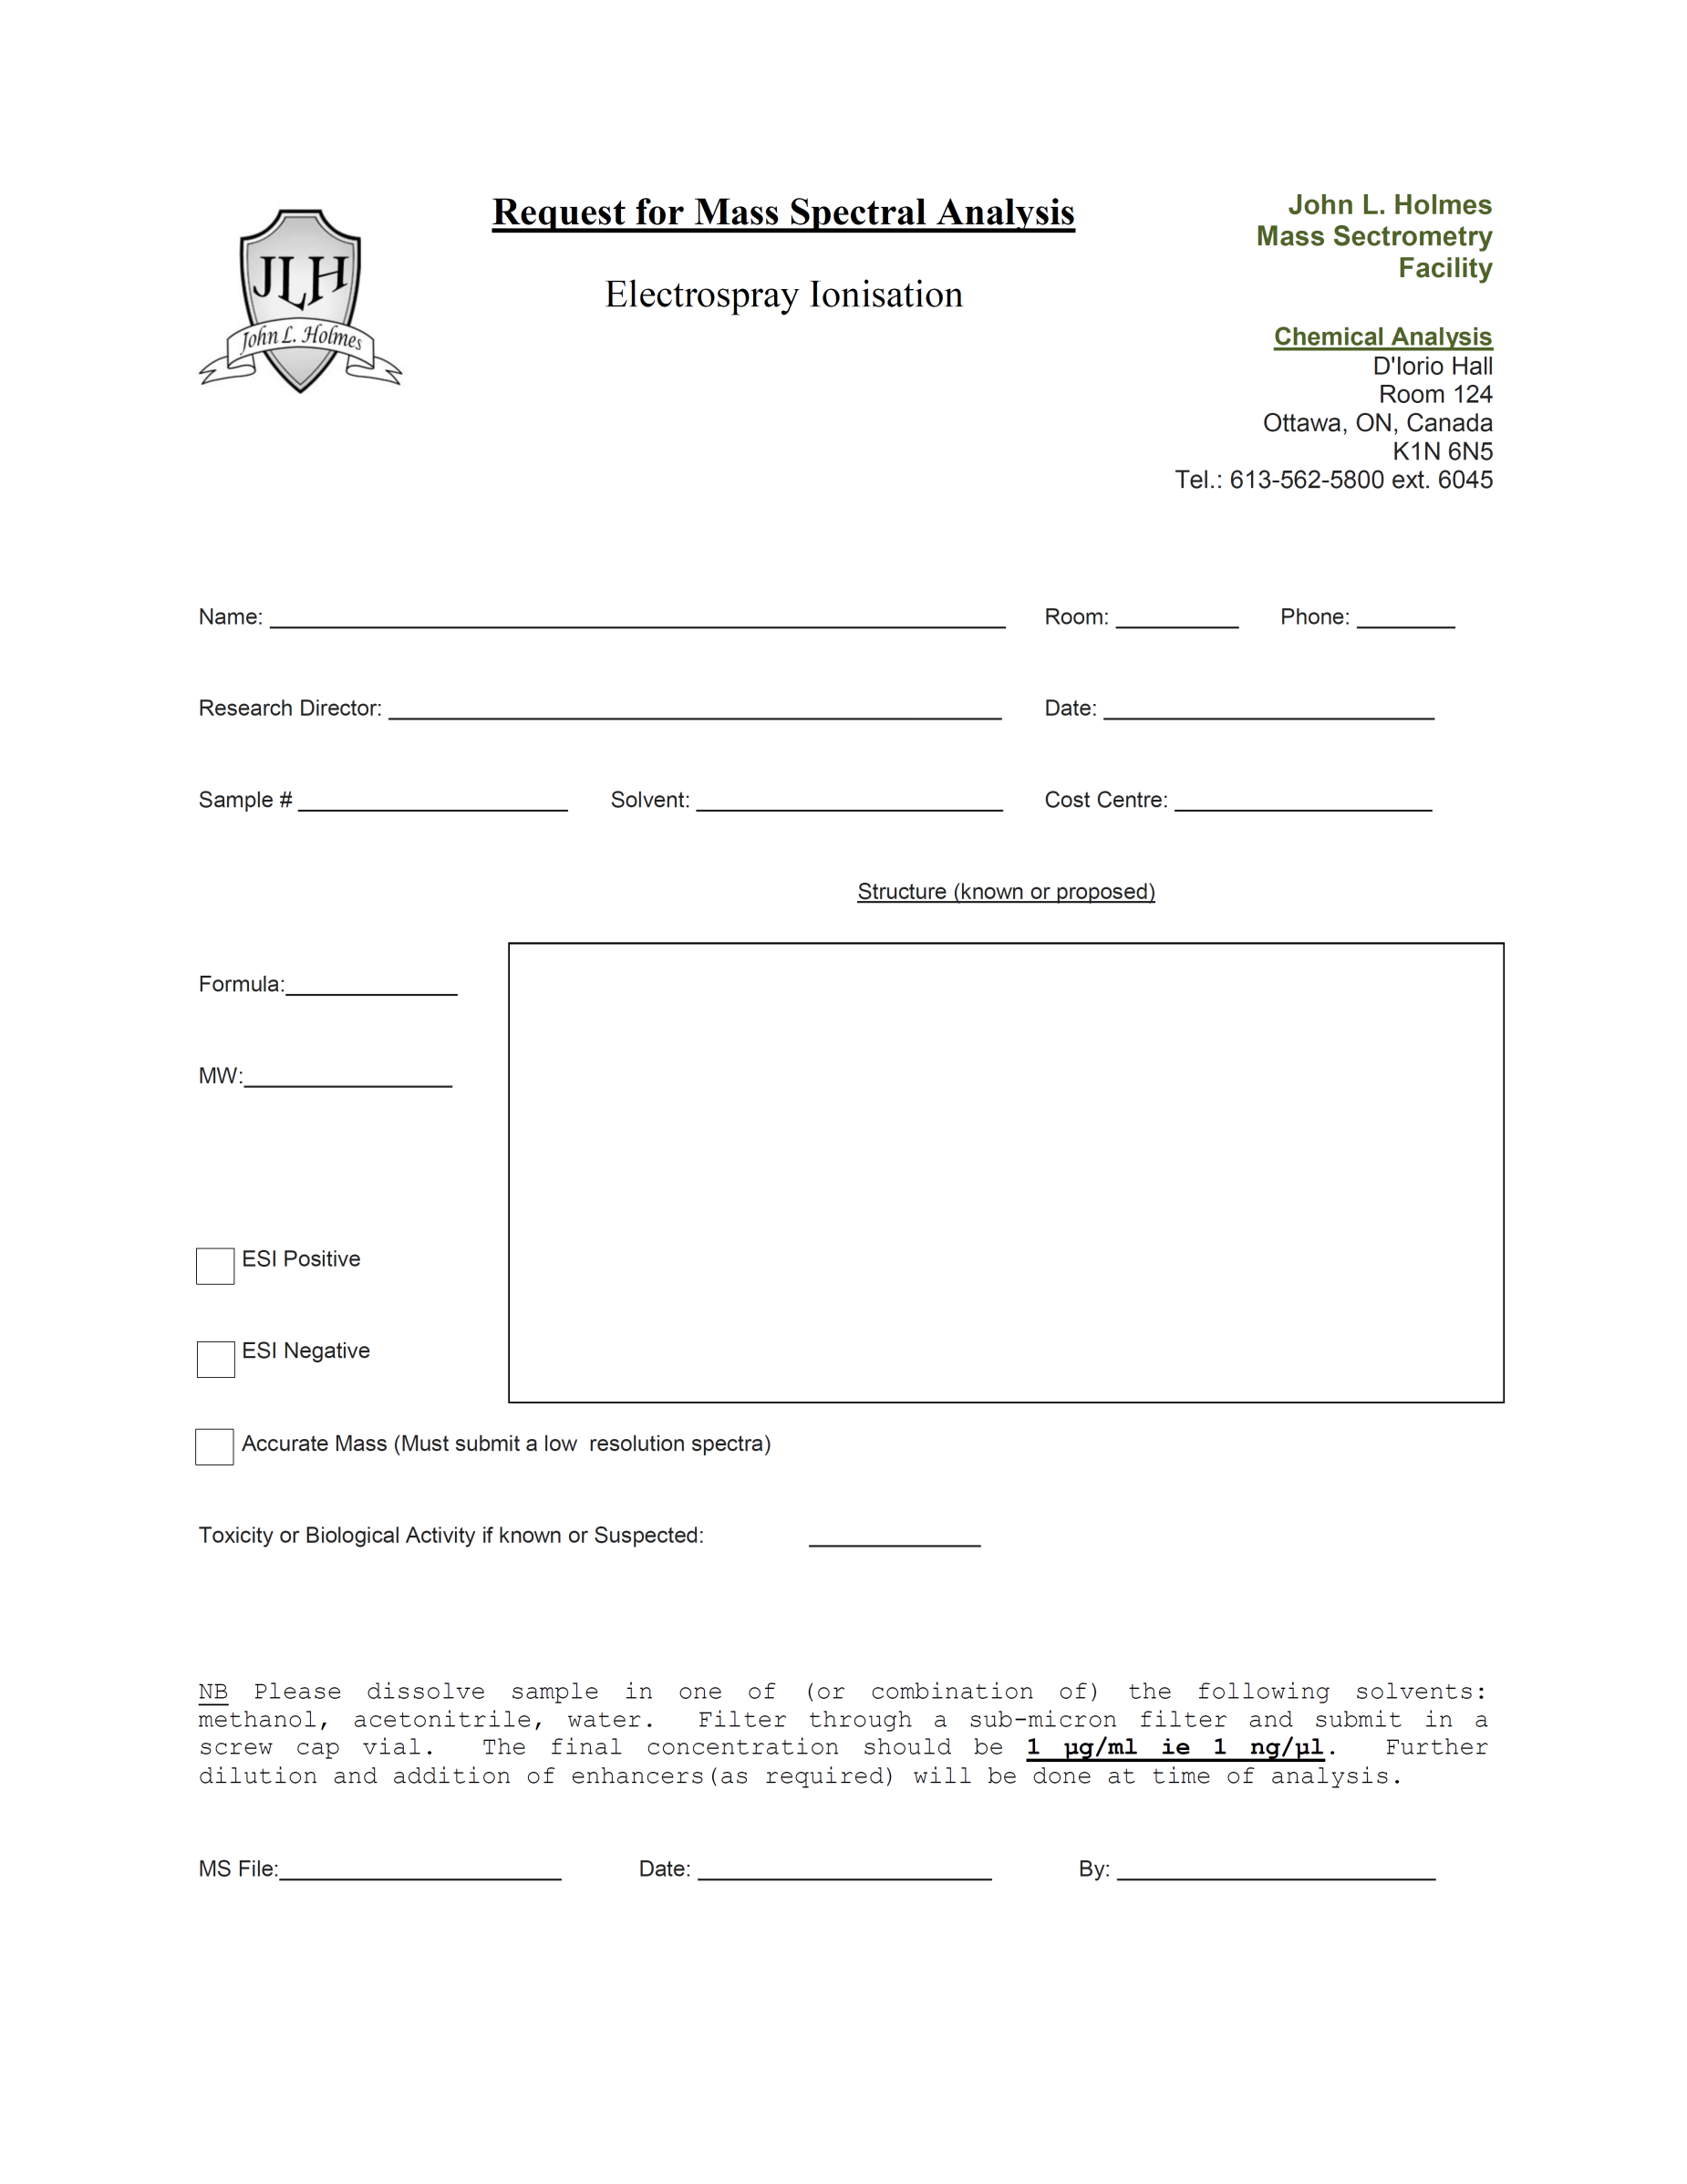 JLH
John L. Holmes
Request for Mass Spectral Analysis
Electrospray Ionisation
John L. Holmes
Mass Sectrometry
Facility
Chemical Analysis
D'Iorio Hall
Room 124
Ottawa, ON, Canada
K1N 6N5
Tel.: 613-562-5800 ext. 6045
Name: Room: Phone:
Research Director: Date:
Sample # Solvent: Cost Centre:
Structure (known or proposed)
Formula:
MW:
ESI Positive
ESI Negative
Accurate Mass (Must submit a low resolution spectra)
Toxicity or Biological Activity if known or Suspected:
NB Please dissolve sample in one of (or combination of) the following solvents:
methanol, acetonitrile, water. Filter through a sub-micron filter and submit in a
screw cap vial. The final concentration should be 1 µg/ml ie 1 ng/µl. Further
dilution and addition of enhancers(as required) will be done at time of analysis.
MS File: Date: By: